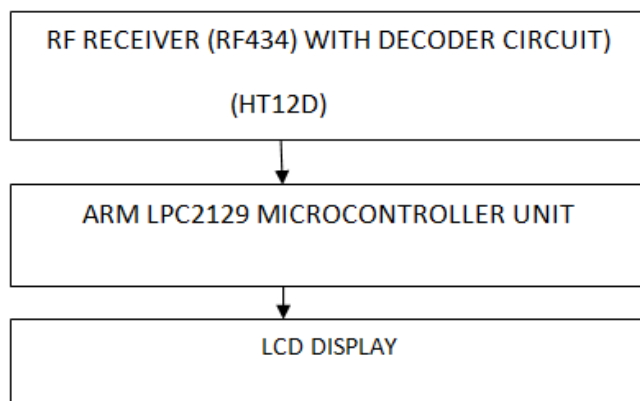 RF RECEIVER (RF434) WITH DECODER CIRCUIT)
(HT12D)
ARM LPC2129 MICROCONTROLLER UNIT
LCD DISPLAY